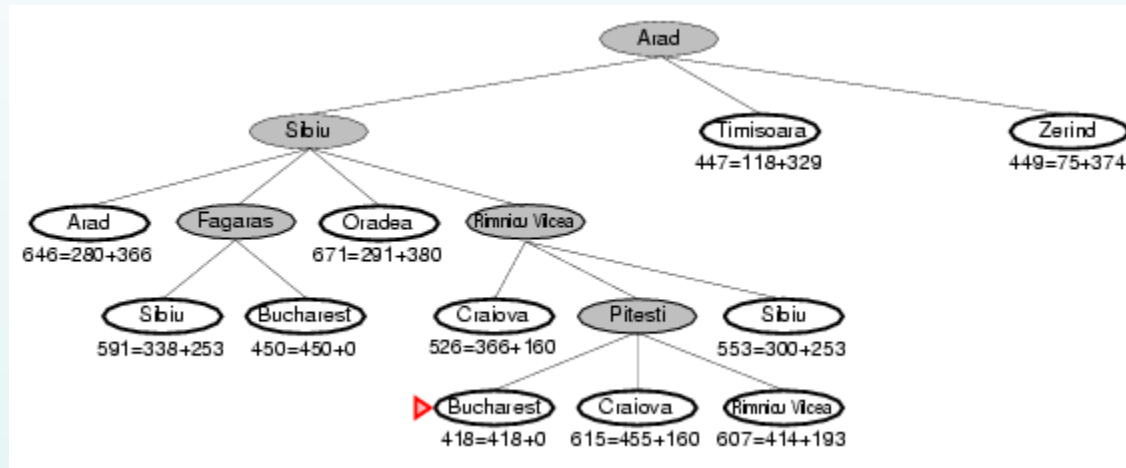 Arad
Sibiu
Timisoara
Zerind
447=118+329
449=75+374
Arad
Fagaras
Oradea
Rimnicu Vilcea
646=280+366
671=291+380
Sibiu
Bucharest
Craiova
Pitesti
Sibiu
591=338+253
450=450+0
526=366+160
553=300+253
Bucharest
Craiova
Rimnicu Vilcea
418=418+0
615=455+160
607=414+193